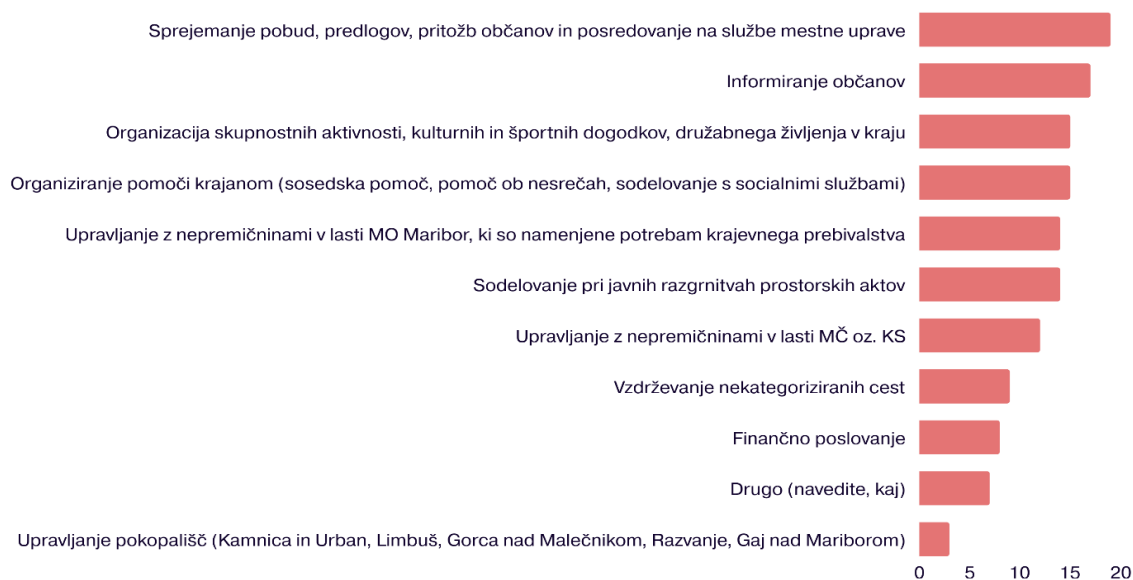 Sprejemanje pobud, predlogov, pritožb občanov in posredovanje na službe mestne uprave
Informiranje občanov
Organizacija skupnostnih aktivnosti, kulturnih in športnih dogodkov, družabnega življenja v kraju
Organiziranje pomoči krajanom (sosedska pomoč, pomoč ob nesrečah, sodelovanje s socialnimi službami)
Upravljanje z nepremičninami v lasti MO Maribor, ki so namenjene potrebam krajevnega prebivalstva
Sodelovanje pri javnih razgrnitvah prostorskih aktov
Upravljanje z nepremičninami v lasti MČ oz. KS
Vzdrževanje nekategoriziranih cest
Finančno poslovanje
Drugo (navedite, kaj)
Upravljanje pokopališč (Kamnica in Urban, Limbuš, Gorca nad Malečnikom, Razvanje, Gaj nad Mariborom)
0 5 10 15 20